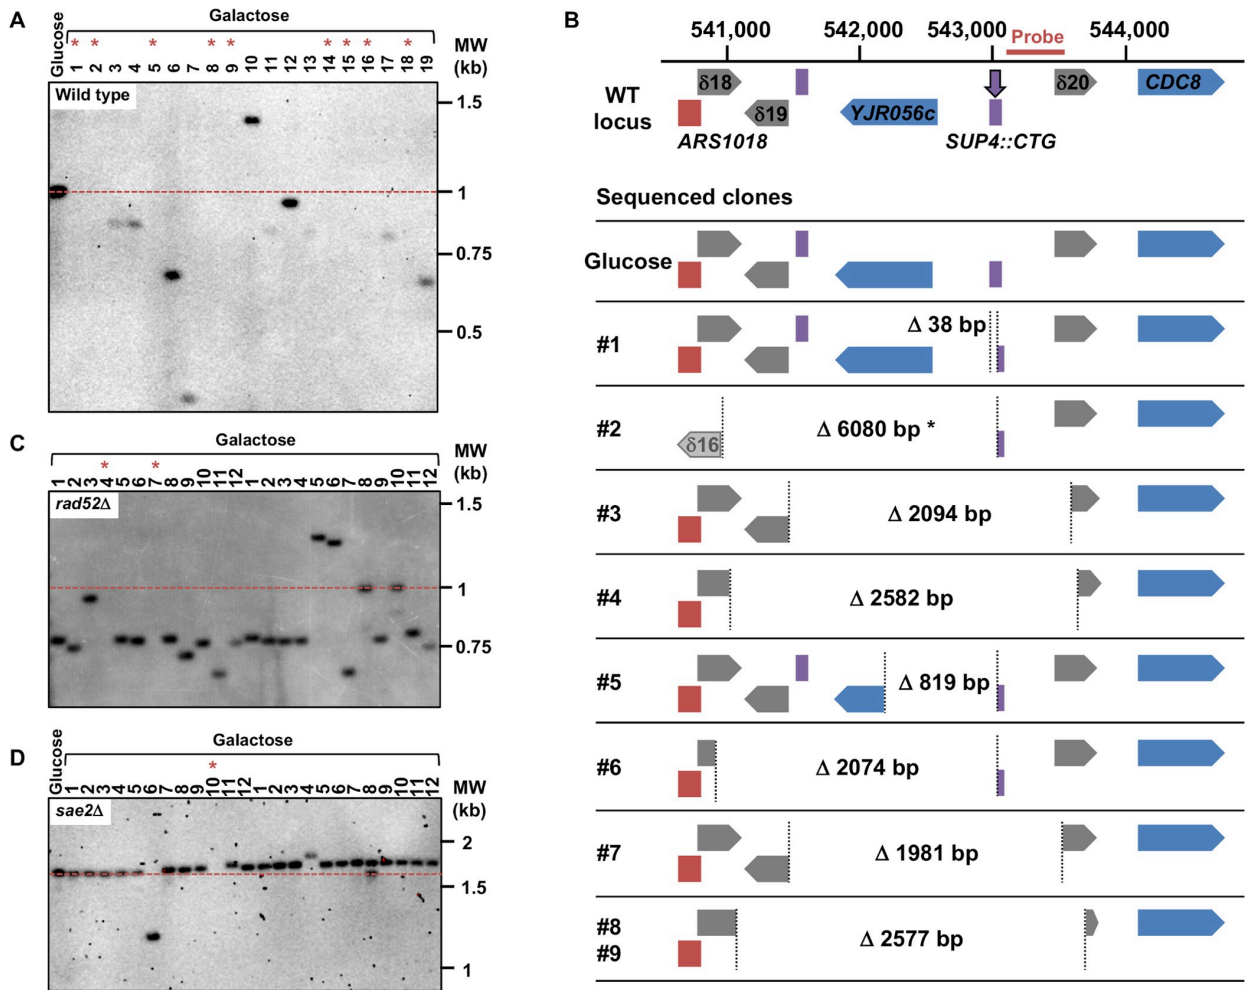 A
Galactose
Glucose
* * * * * * * * *
1 2 3 4 5 6 7 8 9 10 11 12 13 14 15 16 17 18 19
MW
(kb)
Wild type
1.5
1
0.75
0.5
C
Galactose
* *
1 2 3 4 5 6 7 8 9 10 11 12 1 2 3 4 5 6 7 8 9 10 11 12
MW
(kb)
rad52Δ
1.5
1
0.75
D
Galactose
Glucose
*
1 2 3 4 5 6 7 8 9 10 11 12 1 2 3 4 5 6 7 8 9 10 11 12
MW
(kb)
sae2Δ
2
1.5
1
B
541,000 542,000 543,000 544,000
Probe
WT
locus
δ18 δ20 CDC8
δ19 YJR056c
ARS1018 SUP4::CTG
Sequenced clones
Glucose
#1 Δ 38 bp
#2 Δ 6080 bp *
δ16
#3 Δ 2094 bp
#4 Δ 2582 bp
#5 Δ 819 bp
#6 Δ 2074 bp
#7 Δ 1981 bp
#8
#9 Δ 2577 bp